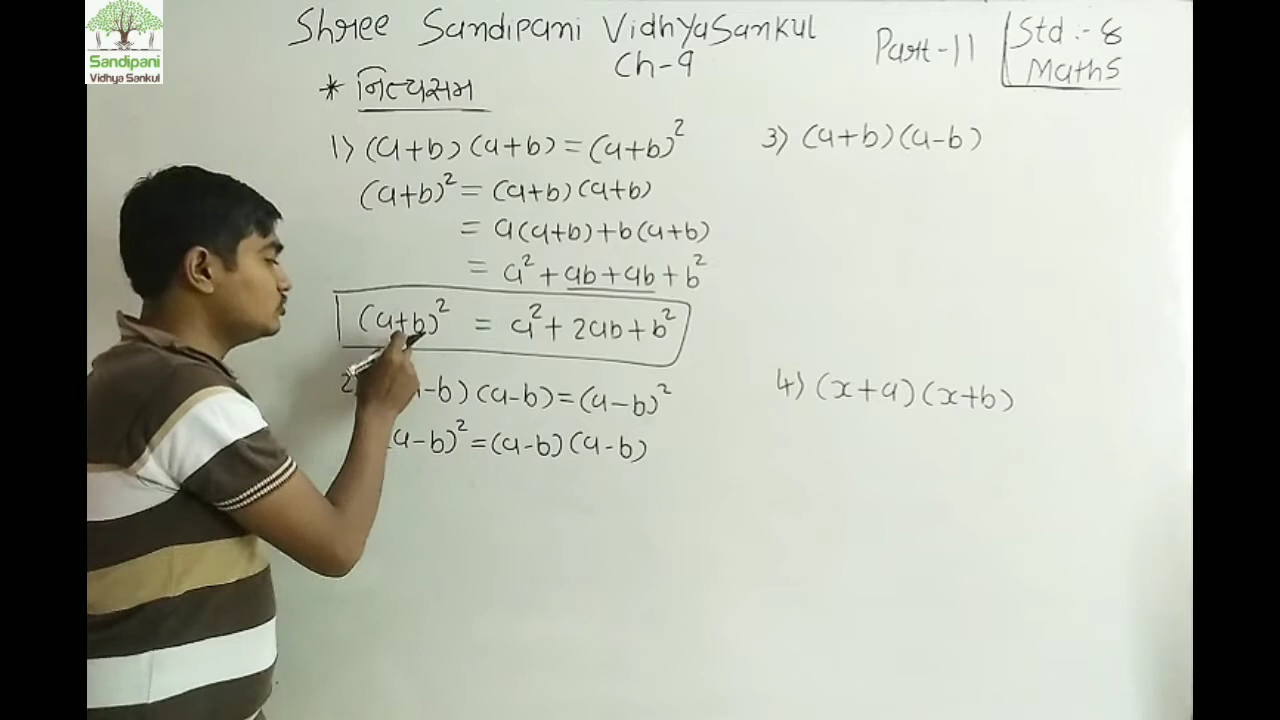 Sandipani
Vidhya Sankul
Shree Sandipani VidhyaSankul
Ch-9
Part-11
Std :- 8
Maths
* નિત્યસમ
1) (a+b) (a+b) = (a+b)²
(a+b)² = (a+b) (a+b)
= a(a+b)+b(a+b)
= a² + ab + ab + b²
(a+b)² = a² + 2ab + b²
2) -b) (a-b) = (a-b)²
(a-b)² = (a-b) (a-b)
3) (a+b) (a-b)
4) (x+a) (x+b)